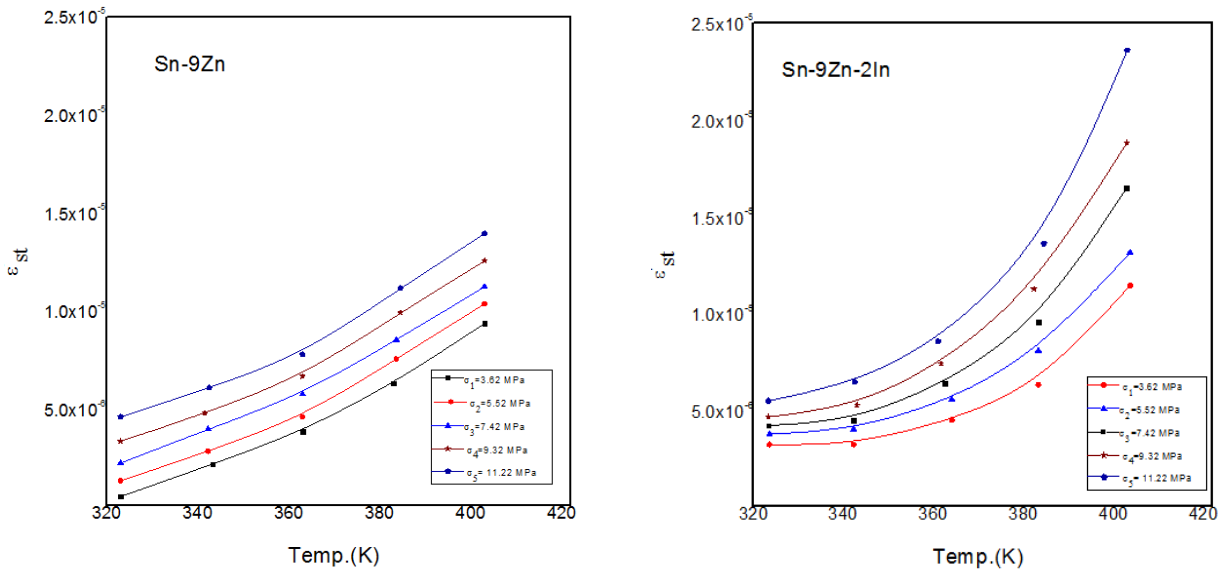 2.5x10⁻⁵
Sn-9Zn
2.0x10⁻⁵
1.5x10⁻⁵
ε˙st
1.0x10⁻⁵
5.0x10⁻⁶
σ₁=3.62 MPa
σ₂=5.52 MPa
σ₃=7.42 MPa
σ₄=9.32 MPa
σ₅= 11.22 MPa
320 340 360 380 400 420
Temp.(K)
2.5x10⁻⁵
Sn-9Zn-2In
2.0x10⁻⁵
1.5x10⁻⁵
ε˙st
1.0x10⁻⁵
5.0x10⁻⁶
σ₁=3.62 MPa
σ₂=5.52 MPa
σ₃=7.42 MPa
σ₄=9.32 MPa
σ₅= 11.22 MPa
320 340 360 380 400 420
Temp.(K)